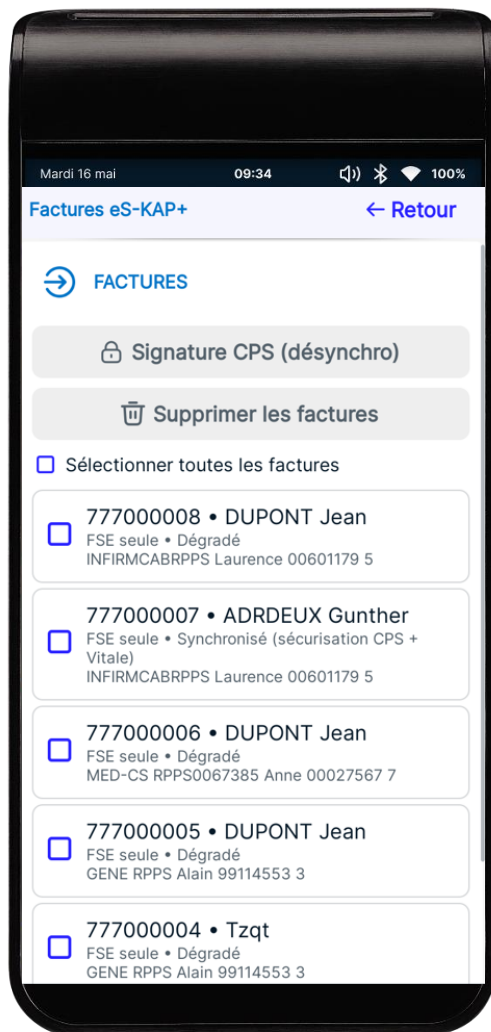 Mardi 16 mai 09:34 100%
Factures eS-KAP+ ← Retour
FACTURES
Signature CPS (désynchro)
Supprimer les factures
Sélectionner toutes les factures
777000008 • DUPONT Jean
FSE seule • Dégradé
INFIRMCABRPPS Laurence 00601179 5
777000007 • ADRDEUX Gunther
FSE seule • Synchronisé (sécurisation CPS +
Vitale)
INFIRMCABRPPS Laurence 00601179 5
777000006 • DUPONT Jean
FSE seule • Dégradé
MED-CS RPPS0067385 Anne 00027567 7
777000005 • DUPONT Jean
FSE seule • Dégradé
GENE RPPS Alain 99114553 3
777000004 • Tzqt
FSE seule • Dégradé
GENE RPPS Alain 99114553 3